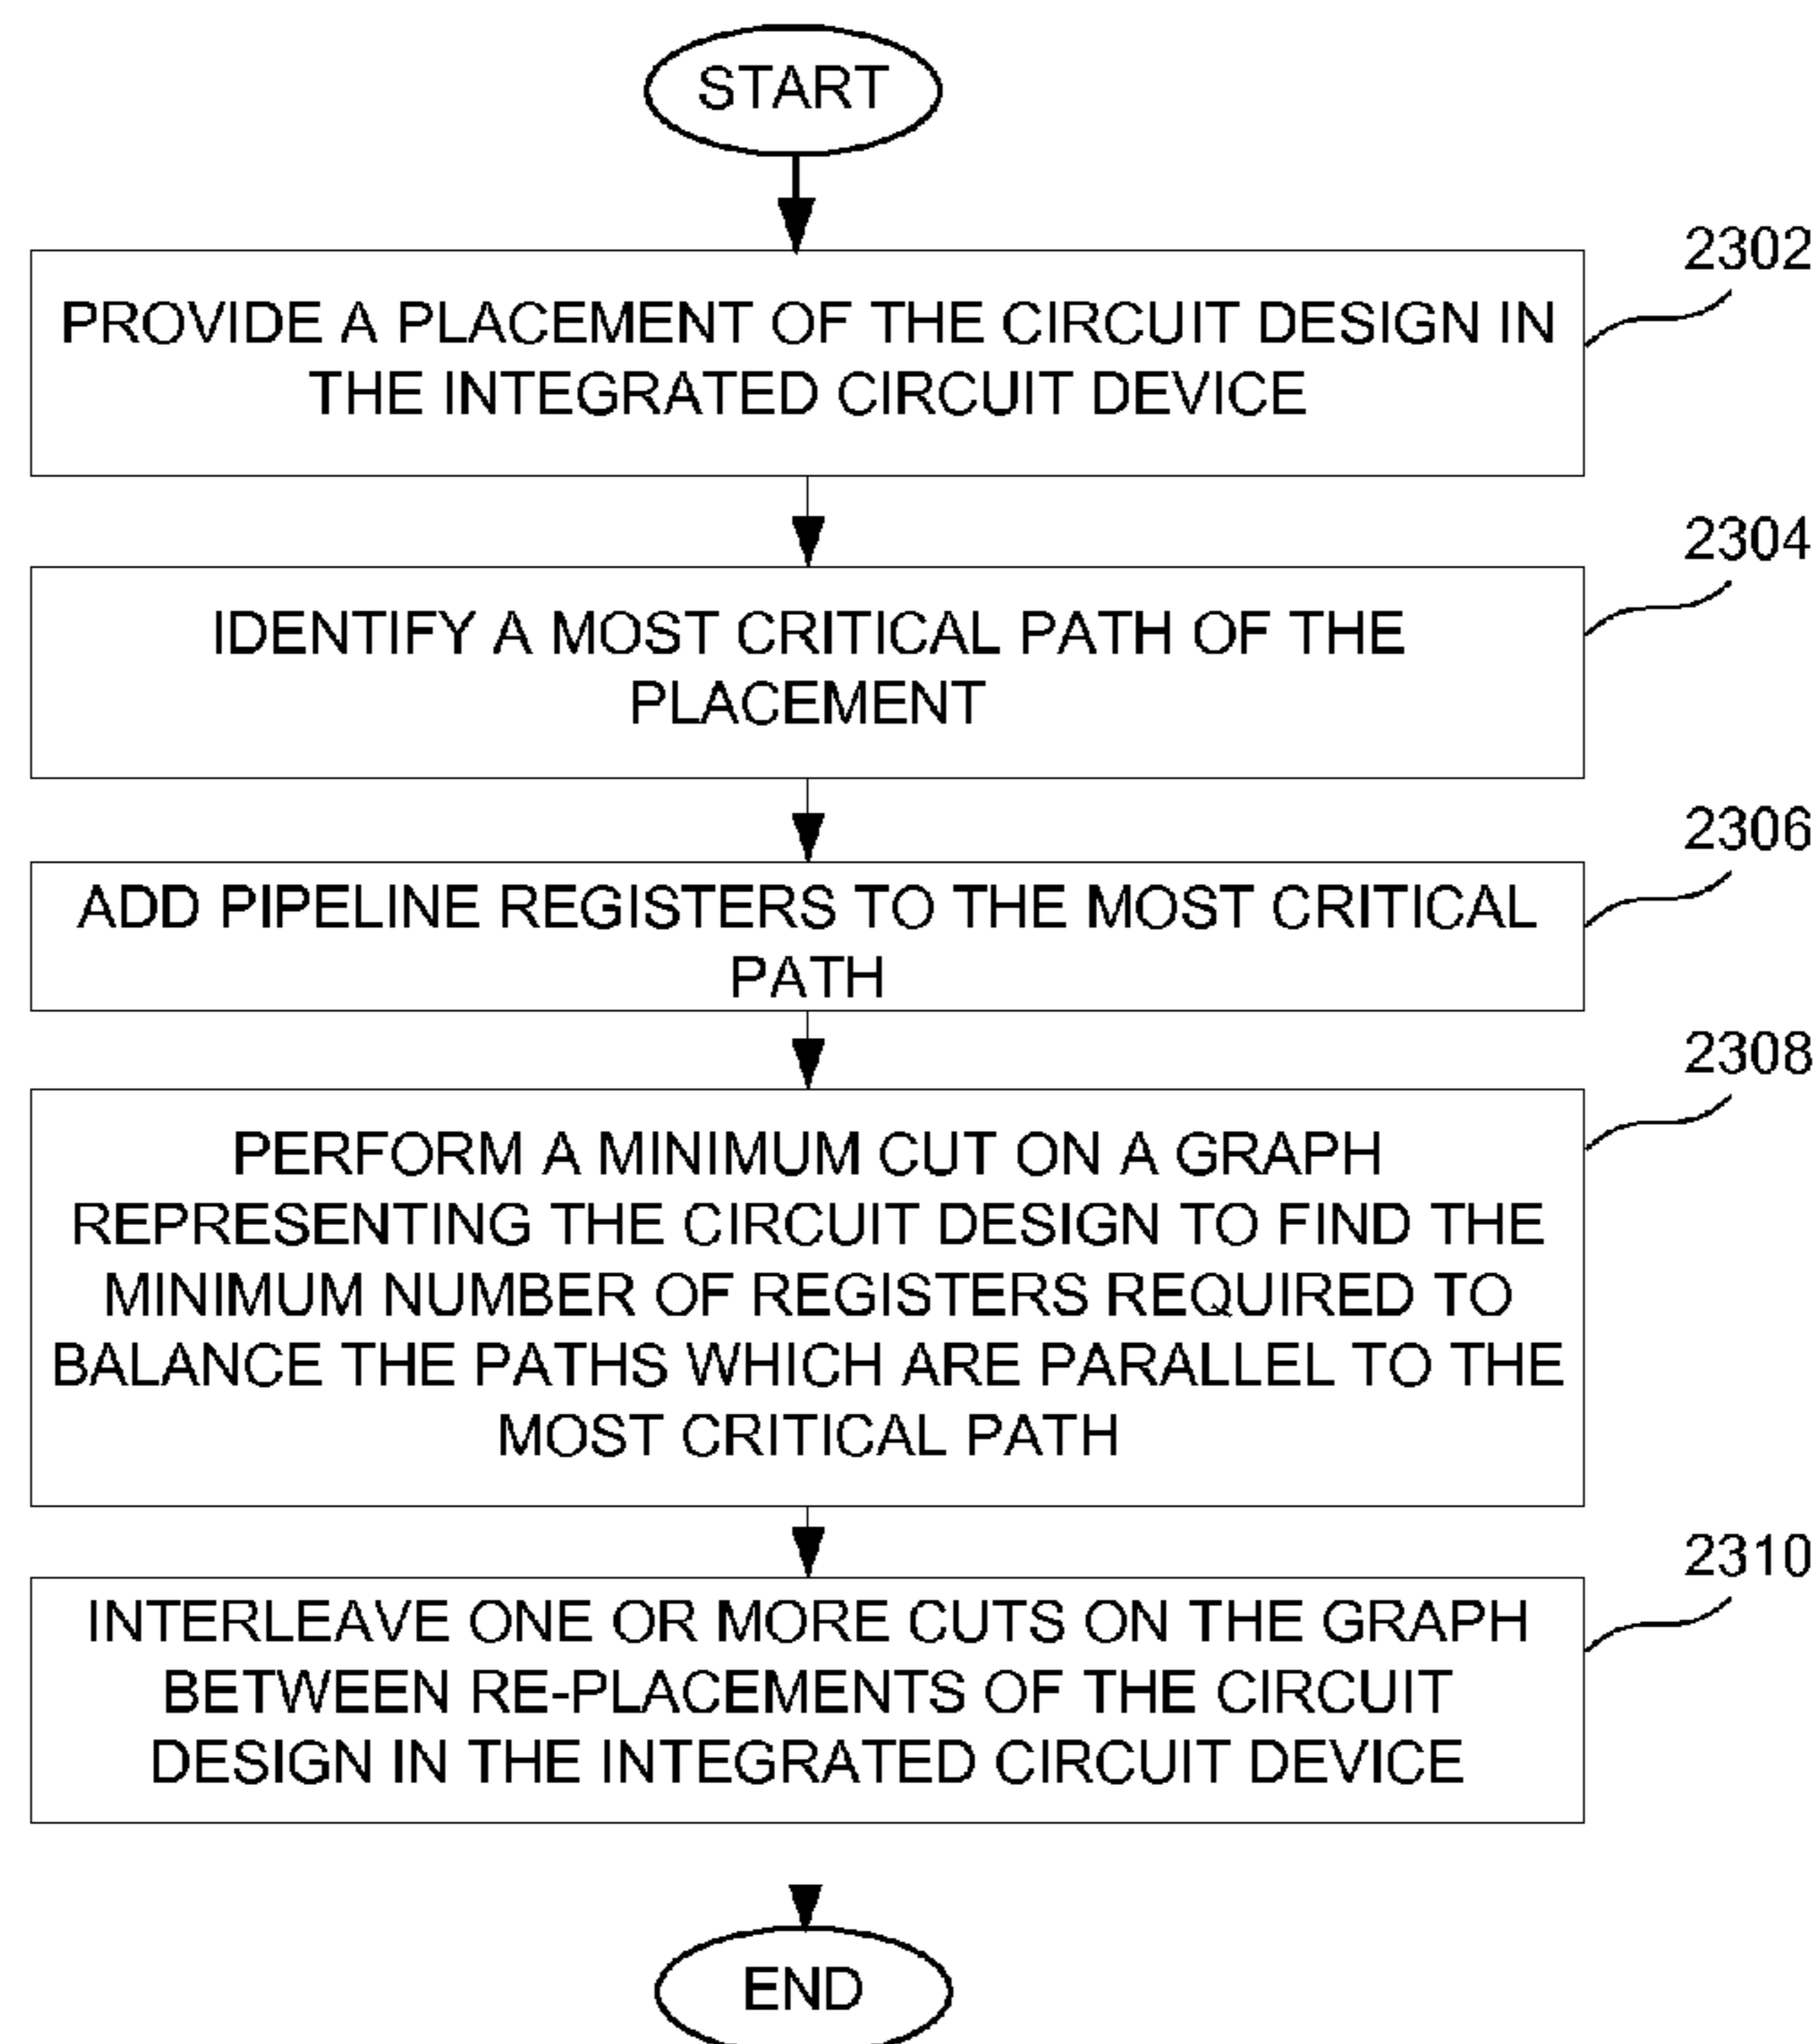 START
2302
PROVIDE A PLACEMENT OF THE CIRCUIT DESIGN IN
THE INTEGRATED CIRCUIT DEVICE
2304
IDENTIFY A MOST CRITICAL PATH OF THE
PLACEMENT
2306
ADD PIPELINE REGISTERS TO THE MOST CRITICAL
PATH
2308
PERFORM A MINIMUM CUT ON A GRAPH
REPRESENTING THE CIRCUIT DESIGN TO FIND THE
MINIMUM NUMBER OF REGISTERS REQUIRED TO
BALANCE THE PATHS WHICH ARE PARALLEL TO THE
MOST CRITICAL PATH
2310
INTERLEAVE ONE OR MORE CUTS ON THE GRAPH
BETWEEN RE-PLACEMENTS OF THE CIRCUIT
DESIGN IN THE INTEGRATED CIRCUIT DEVICE
END